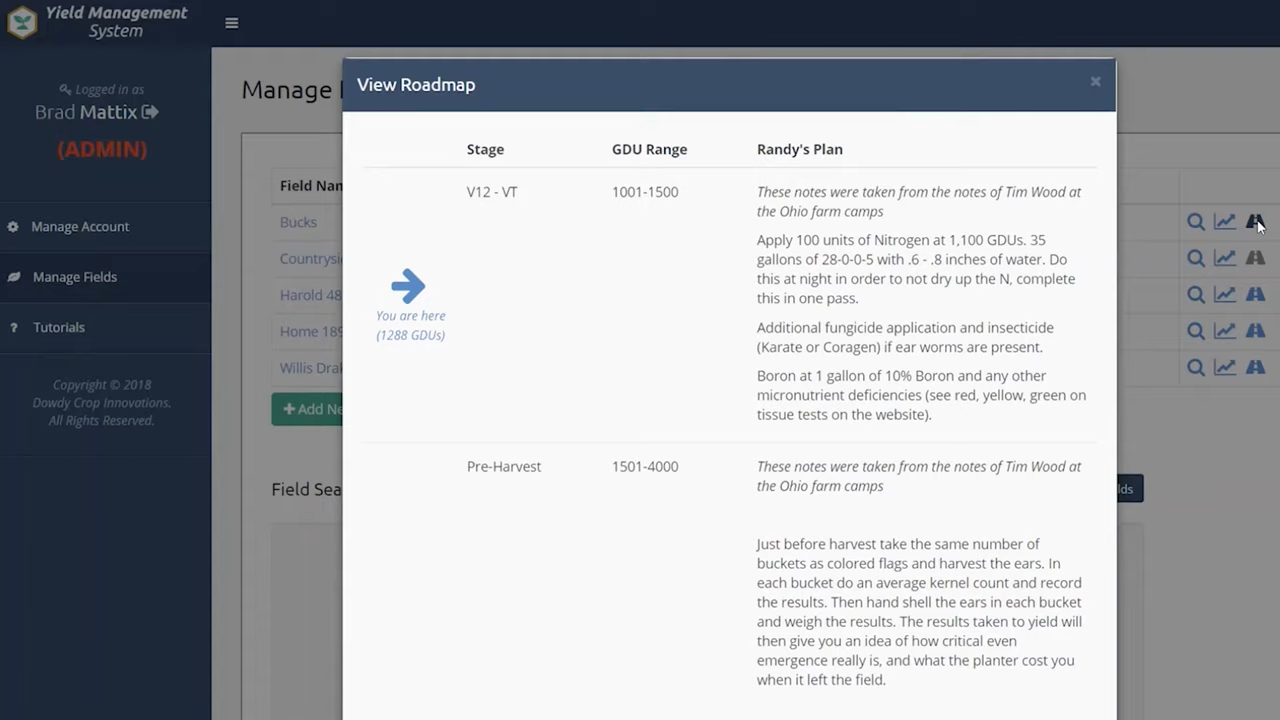 Yield Management
System
Logged in as
Brad Mattix
(ADMIN)
Manage Account
Manage Fields
Tutorials
Copyright © 2018
Dowdy Crop Innovations.
All Rights Reserved.
Manage
Field Nam
Bucks
Countrysi
Harold 48
Home 189
Willis Dra
Add Ne
Field Sea
lds
View Roadmap
×
Stage GDU Range Randy's Plan
V12 - VT 1001-1500 These notes were taken from the notes of Tim Wood at
the Ohio farm camps
Apply 100 units of Nitrogen at 1,100 GDUs. 35
gallons of 28-0-0-5 with .6 - .8 inches of water. Do
this at night in order to not dry up the N, complete
this in one pass.
You are here
(1288 GDUs)
Additional fungicide application and insecticide
(Karate or Coragen) if ear worms are present.
Boron at 1 gallon of 10% Boron and any other
micronutrient deficiencies (see red, yellow, green on
tissue tests on the website).
Pre-Harvest 1501-4000 These notes were taken from the notes of Tim Wood at
the Ohio farm camps
Just before harvest take the same number of
buckets as colored flags and harvest the ears. In
each bucket do an average kernel count and record
the results. Then hand shell the ears in each bucket
and weigh the results. The results taken to yield will
then give you an idea of how critical even
emergence really is, and what the planter cost you
when it left the field.